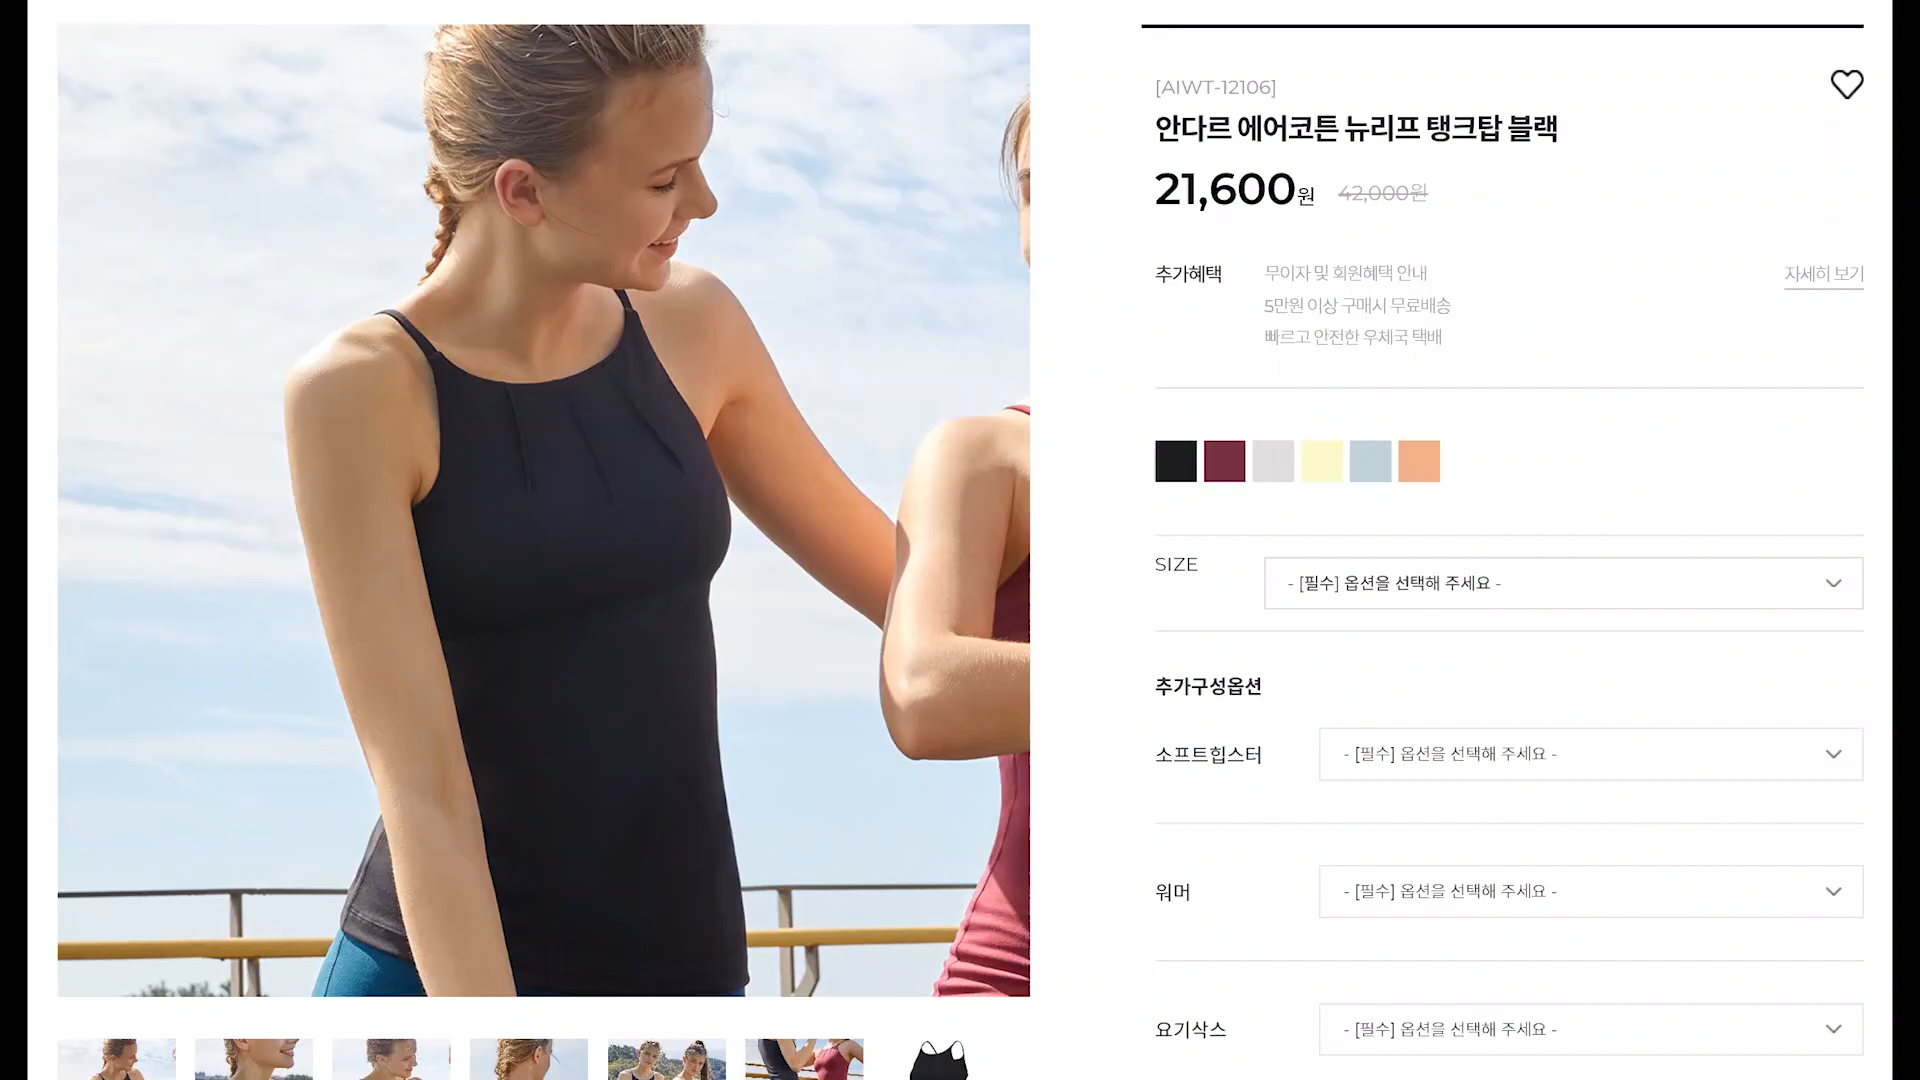 [AIWT-12106]
안다르 에어코튼 뉴리프 탱크탑 블랙
21,600원 42,000원
추가혜택 무이자 및 회원혜택 안내 자세히 보기
5만원 이상 구매시 무료배송
빠르고 안전한 우체국 택배
SIZE - [필수] 옵션을 선택해 주세요 -
추가구성옵션
소프트힙스터 - [필수] 옵션을 선택해 주세요 -
워머 - [필수] 옵션을 선택해 주세요 -
요기삭스 - [필수] 옵션을 선택해 주세요 -